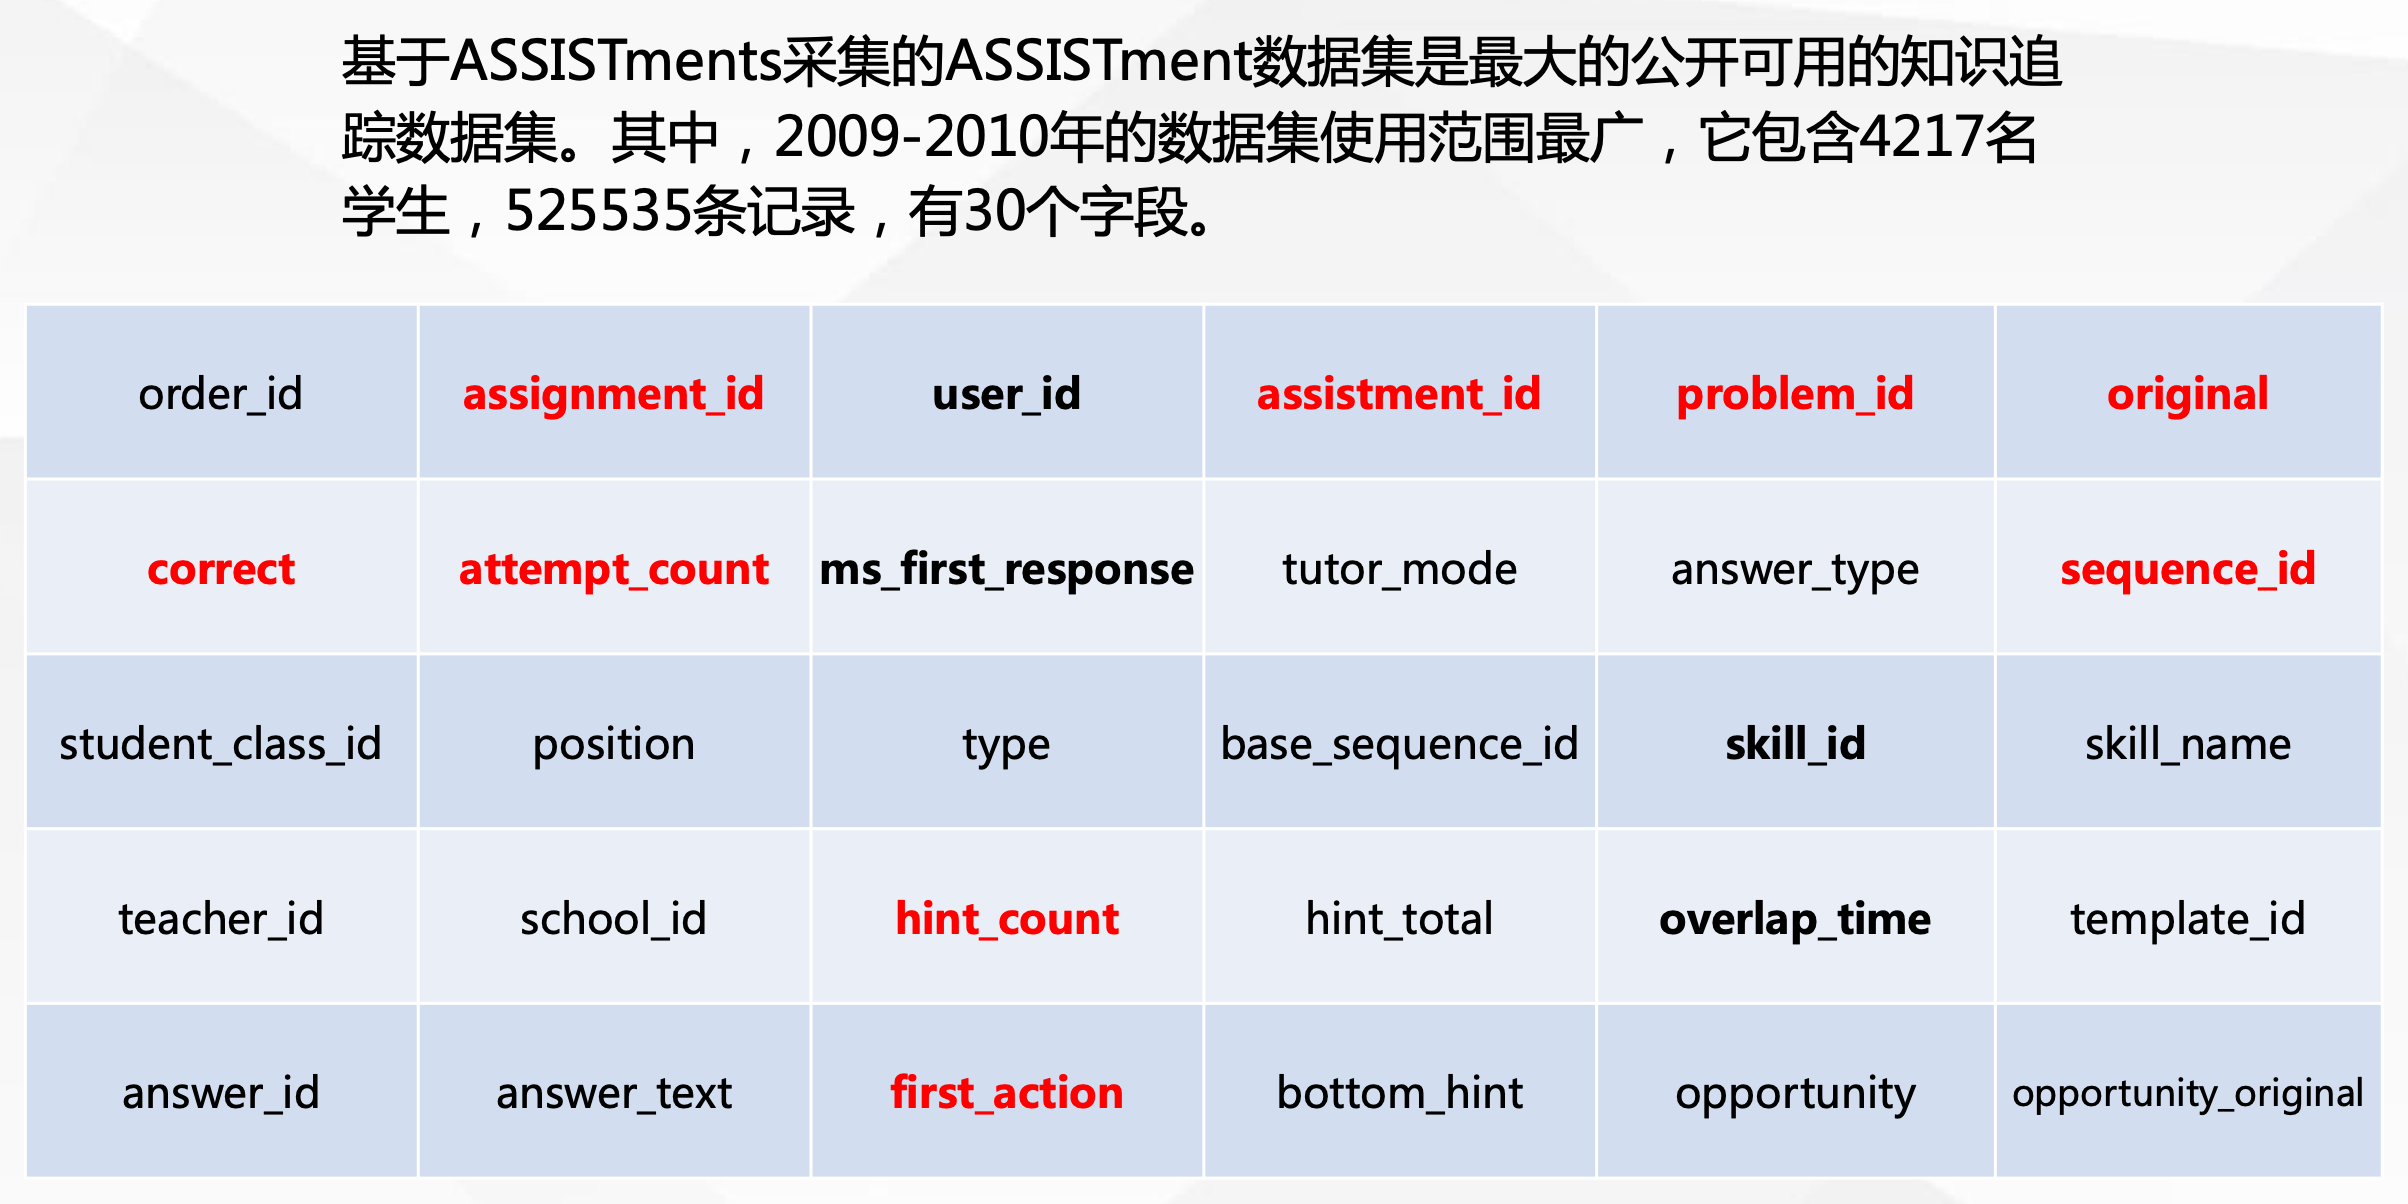 基于ASSISTments采集的ASSISTment数据集是最大的公开可用的知识追
踪数据集。其中，2009-2010年的数据集使用范围最广，它包含4217名
学生，525535条记录，有30个字段。
order_id assignment_id user_id assistment_id problem_id original
correct attempt_count ms_first_response tutor_mode answer_type sequence_id
student_class_id position type base_sequence_id skill_id skill_name
teacher_id school_id hint_count hint_total overlap_time template_id
answer_id answer_text first_action bottom_hint opportunity opportunity_original